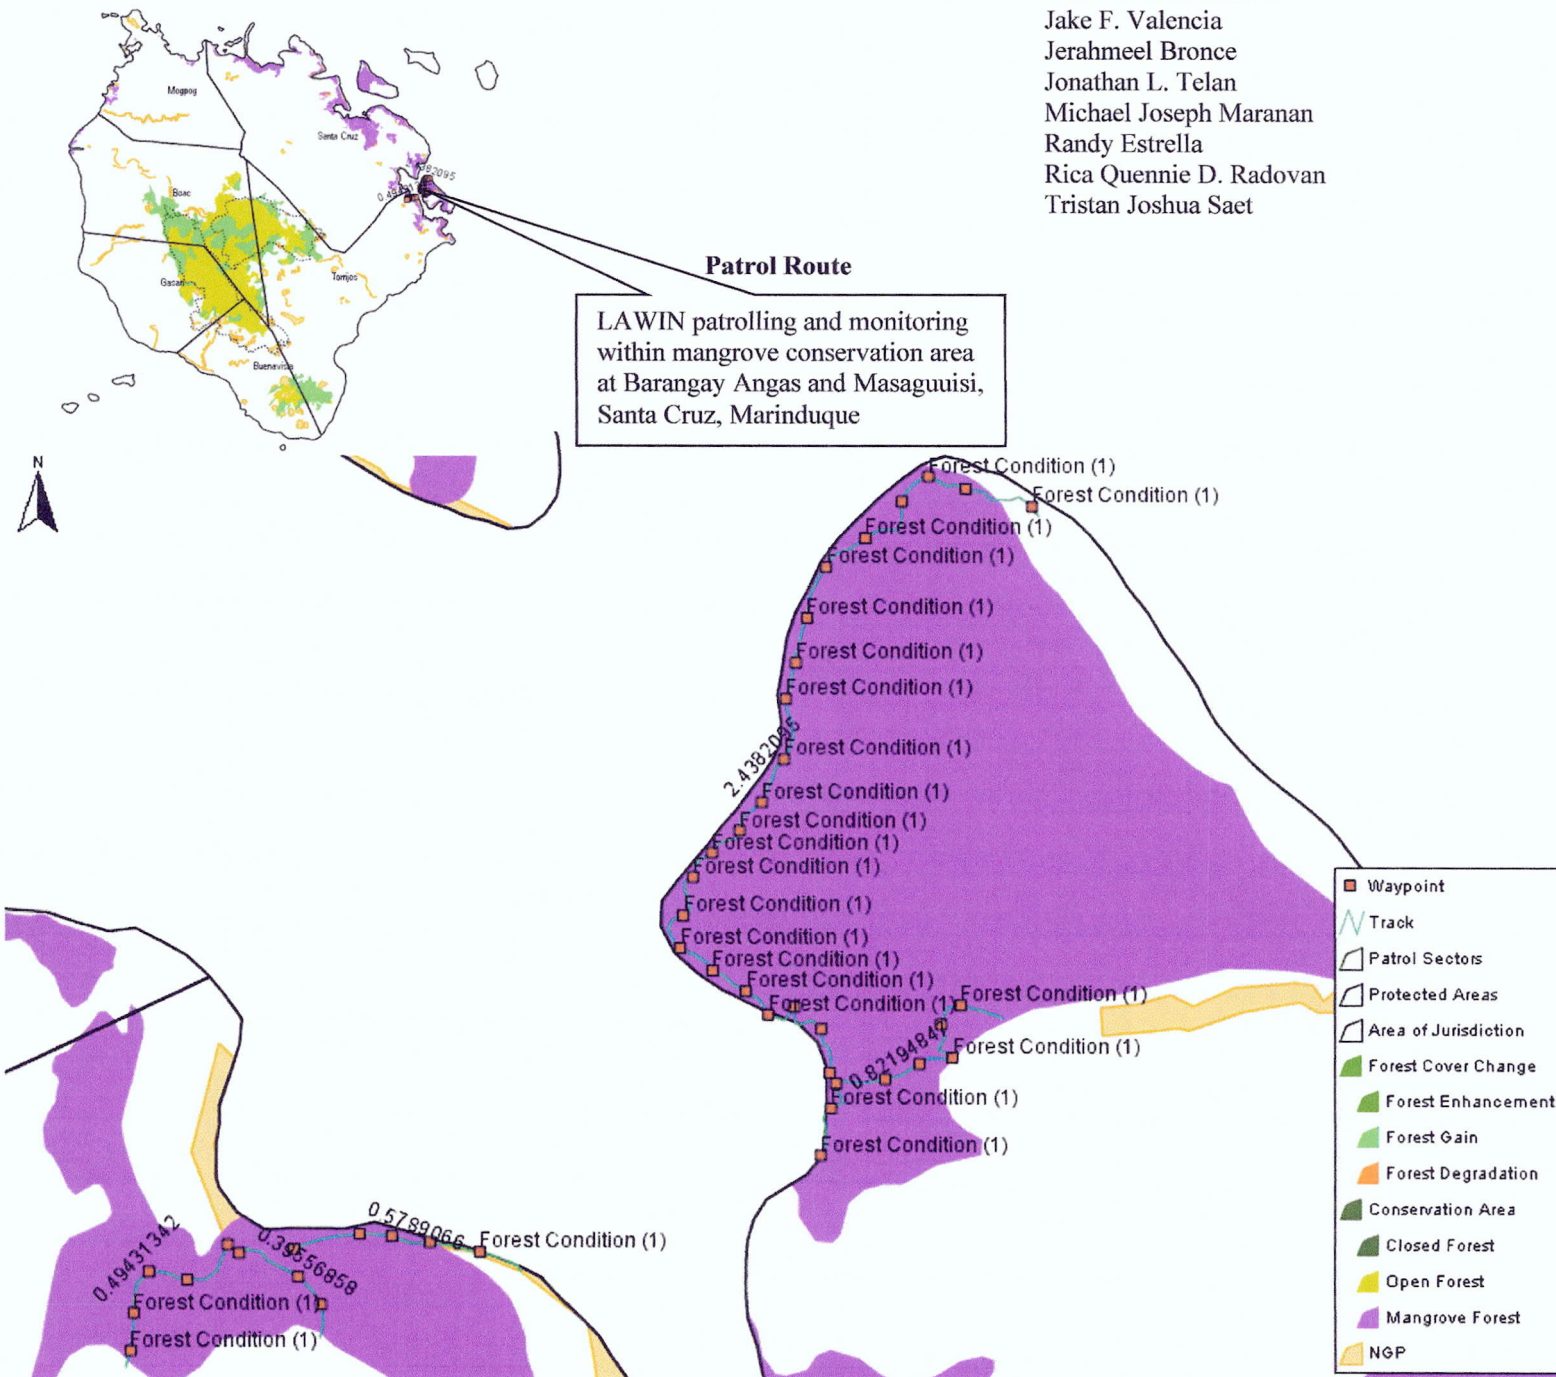 Jake F. Valencia
Jerahmeel Bronce
Jonathan L. Telan
Michael Joseph Maranan
Randy Estrella
Rica Quennie D. Radovan
Tristan Joshua Saet
Mogpog
Santa Cruz
Boac
Gasan
Torrijos
Buenavista
Patrol Route
LAWIN patrolling and monitoring
within mangrove conservation area
at Barangay Angas and Masaguuisi,
Santa Cruz, Marinduque
N
Forest Condition (1)
Forest Condition (1)
Forest Condition (1)
Forest Condition (1)
Forest Condition (1)
Forest Condition (1)
Forest Condition (1)
2.4382095
Forest Condition (1)
Forest Condition (1)
Forest Condition (1)
Forest Condition (1)
Forest Condition (1)
Forest Condition (1)
Forest Condition (1)
Forest Condition (1)
Forest Condition (1)
Forest Condition (1)
Forest Condition (1)
Forest Condition (1)
Forest Condition (1)
Forest Condition (1)
0.49431342
0.39556858
0.5789066
Forest Condition (1)
Forest Condition (1)
Forest Condition (1)
Waypoint
Track
Patrol Sectors
Protected Areas
Area of Jurisdiction
Forest Cover Change
Forest Enhancement
Forest Gain
Forest Degradation
Conservation Area
Closed Forest
Open Forest
Mangrove Forest
NGP